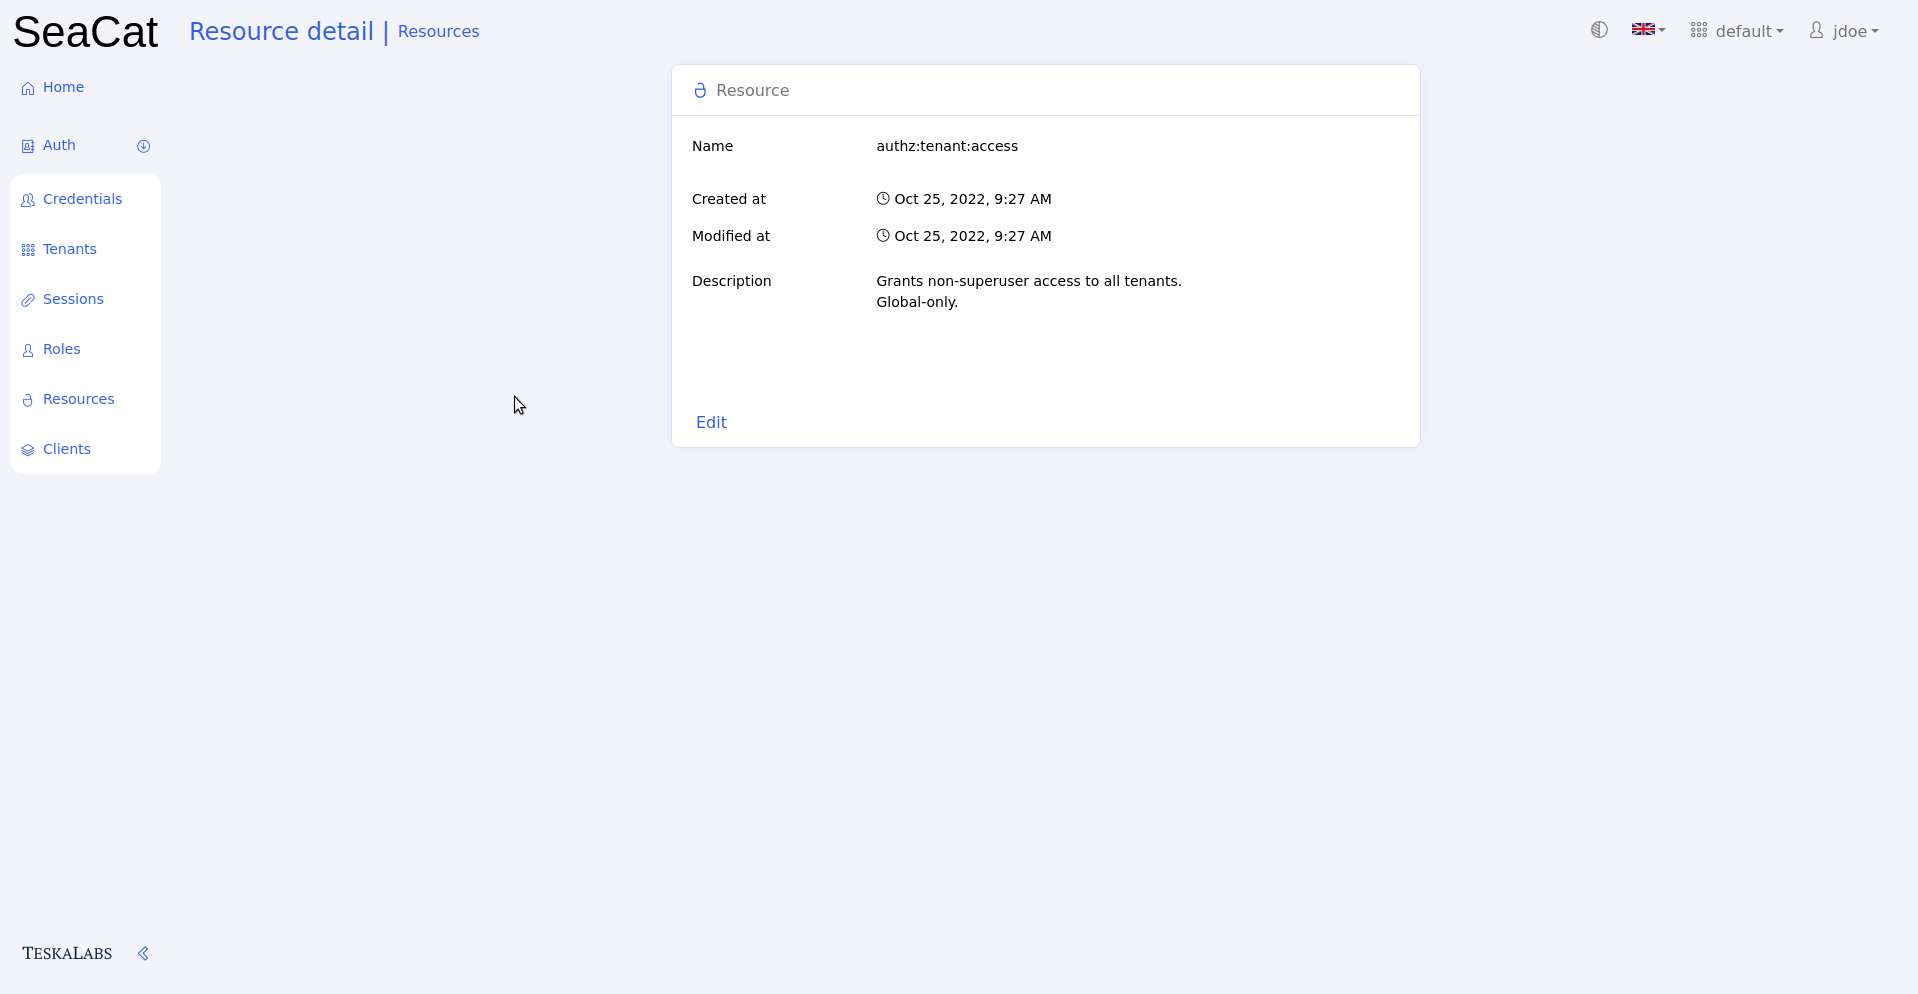 SeaCat
Resource detail | Resources
default
jdoe
Home
Auth
Credentials
Tenants
Sessions
Roles
Resources
Clients
Resource
Name authz:tenant:access
Created at Oct 25, 2022, 9:27 AM
Modified at Oct 25, 2022, 9:27 AM
Description Grants non-superuser access to all tenants.
Global-only.
Edit
TESKALABS